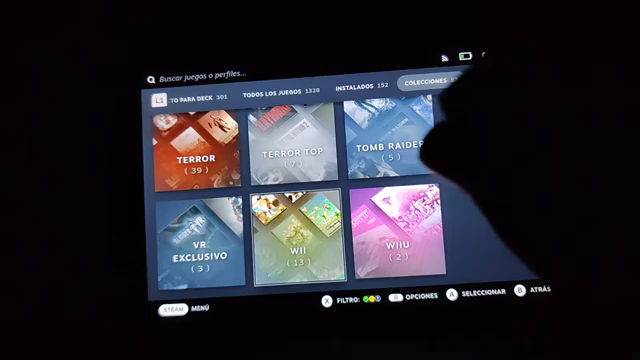 Buscar juegos o perfiles...
L1
TO PARA DECK 301
TODOS LOS JUEGOS 1328
INSTALADOS 152
COLECCIONES
TERROR
( 39 )
TERROR TOP
TOMB RAIDER
( 5 )
VR
EXCLUSIVO
( 3 )
WII
( 13 )
WIIU
( 2 )
STEAM MENÚ
X FILTRO:
OPCIONES
A SELECCIONAR
B ATRÁS